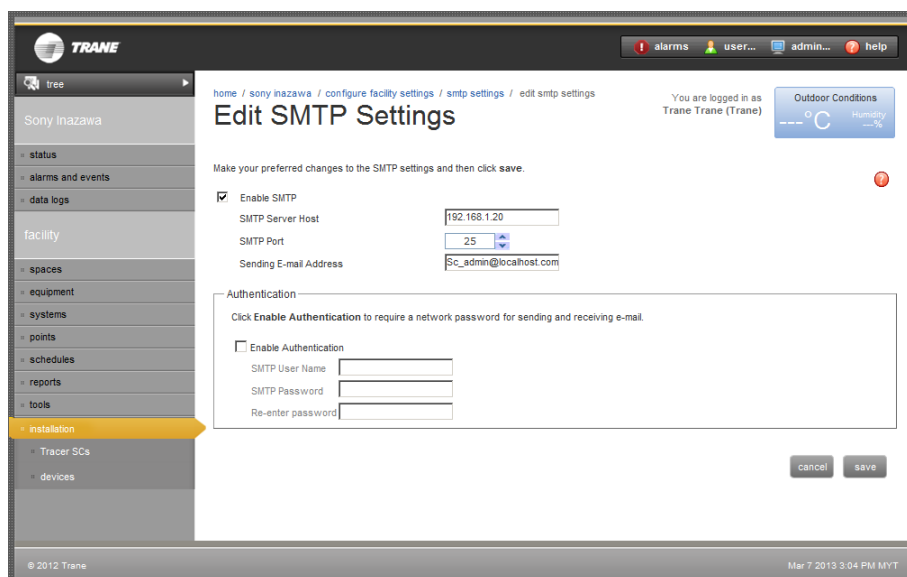 TRANE
alarms user... admin... help
tree
Sony Inazawa
status
alarms and events
data logs
facility
spaces
equipment
systems
points
schedules
reports
tools
installation
Tracer SCs
devices
home / sony inazawa / configure facility settings / smtp settings / edit smtp settings
Edit SMTP Settings
You are logged in as
Trane Trane (Trane)
Outdoor Conditions
---°C
Humidity
---%
Make your preferred changes to the SMTP settings and then click save.
?
Enable SMTP
SMTP Server Host 192.168.1.20
SMTP Port 25
Sending E-mail Address Sc_admin@localhost.com
Authentication
Click Enable Authentication to require a network password for sending and receiving e-mail.
Enable Authentication
SMTP User Name
SMTP Password
Re-enter password
cancel save
© 2012 Trane
Mar 7 2013 3:04 PM MYT